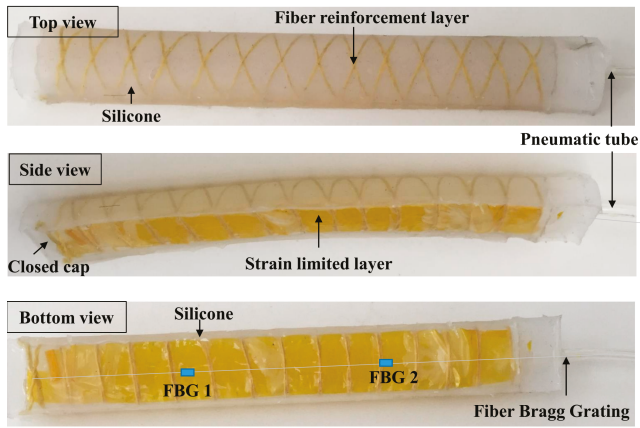 Top view
Fiber reinforcement layer
Silicone
Pneumatic tube
Side view
Closed cap
Strain limited layer
Bottom view
Silicone
FBG 1
FBG 2
Fiber Bragg Grating